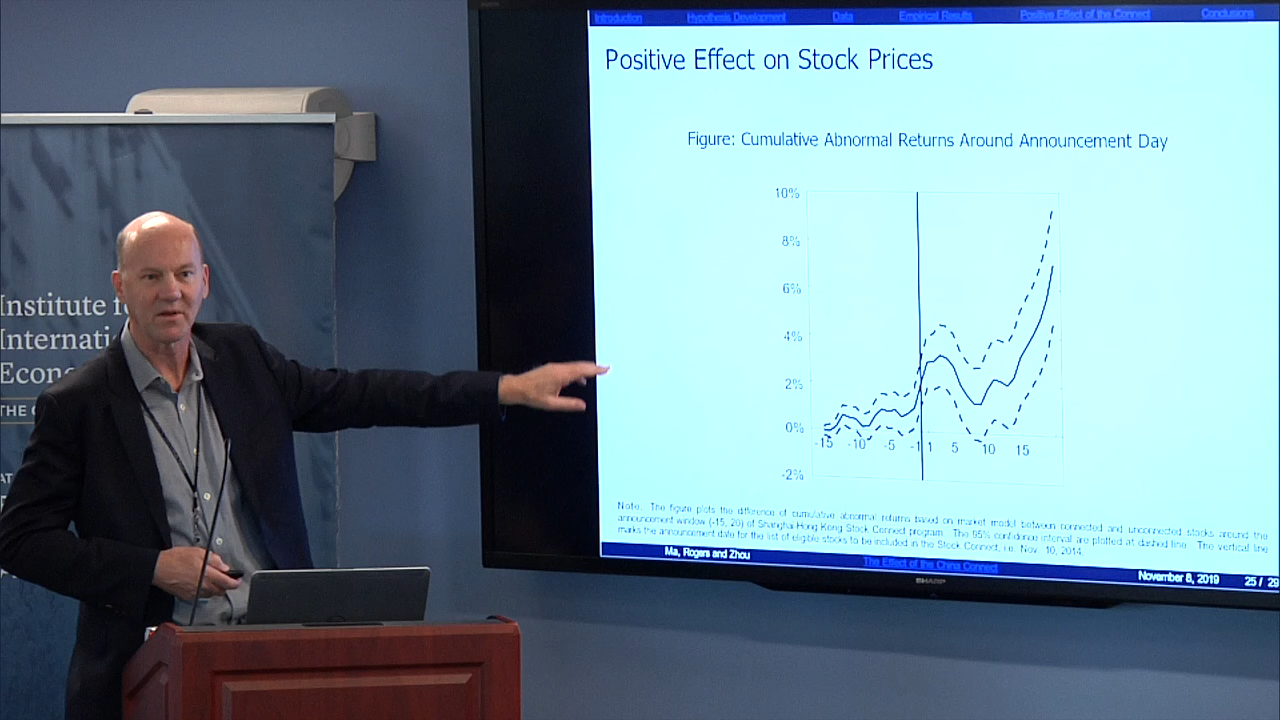 Introduction Hypothesis Development Data Empirical Results Positive Effect of the Connect Conclusions
Positive Effect on Stock Prices
Figure: Cumulative Abnormal Returns Around Announcement Day
10%
8%
6%
4%
2%
0%
-2%
-15 -10 -5 -1 1 5 10 15
Note: The figure plots the difference of cumulative abnormal returns based on market model between connected and unconnected stocks around the
announcement window (-15, 20) of Shanghai-Hong Kong Stock Connect program. The 95% confidence interval are plotted at dashed line. The vertical line
marks the announcement date for the list of eligible stocks to be included in the Stock Connect, i.e. Nov. 10, 2014.
Ma, Rogers and Zhou The Effect of the China Connect November 8, 2019 25 / 29
SHARP
Institute f
Internati
Econ
THE
AT